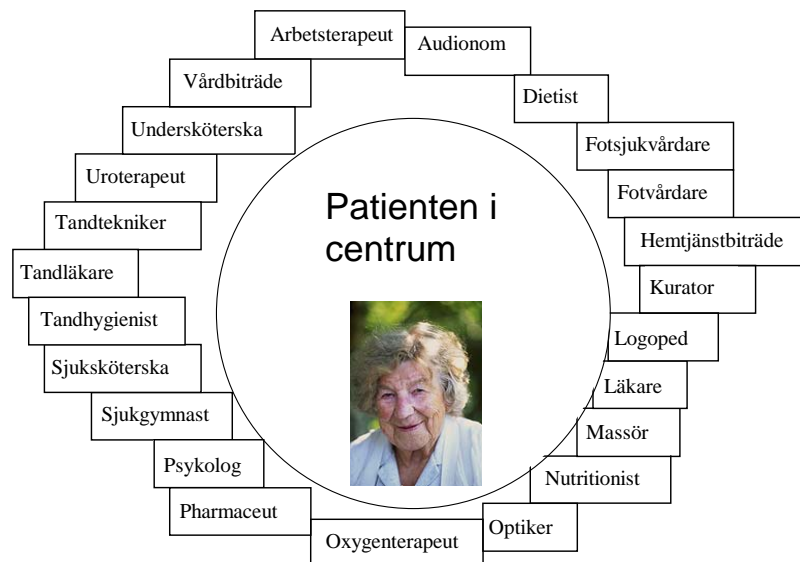 Arbetsterapeut
Audionom
Dietist
Fotsjukvårdare
Fotvårdare
Hemtjänstbiträde
Kurator
Logoped
Läkare
Massör
Nutritionist
Optiker
Oxygenterapeut
Pharmaceut
Psykolog
Sjukgymnast
Sjuksköterska
Tandhygienist
Tandläkare
Tandtekniker
Uroterapeut
Undersköterska
Vårdbiträde
Patienten i
centrum